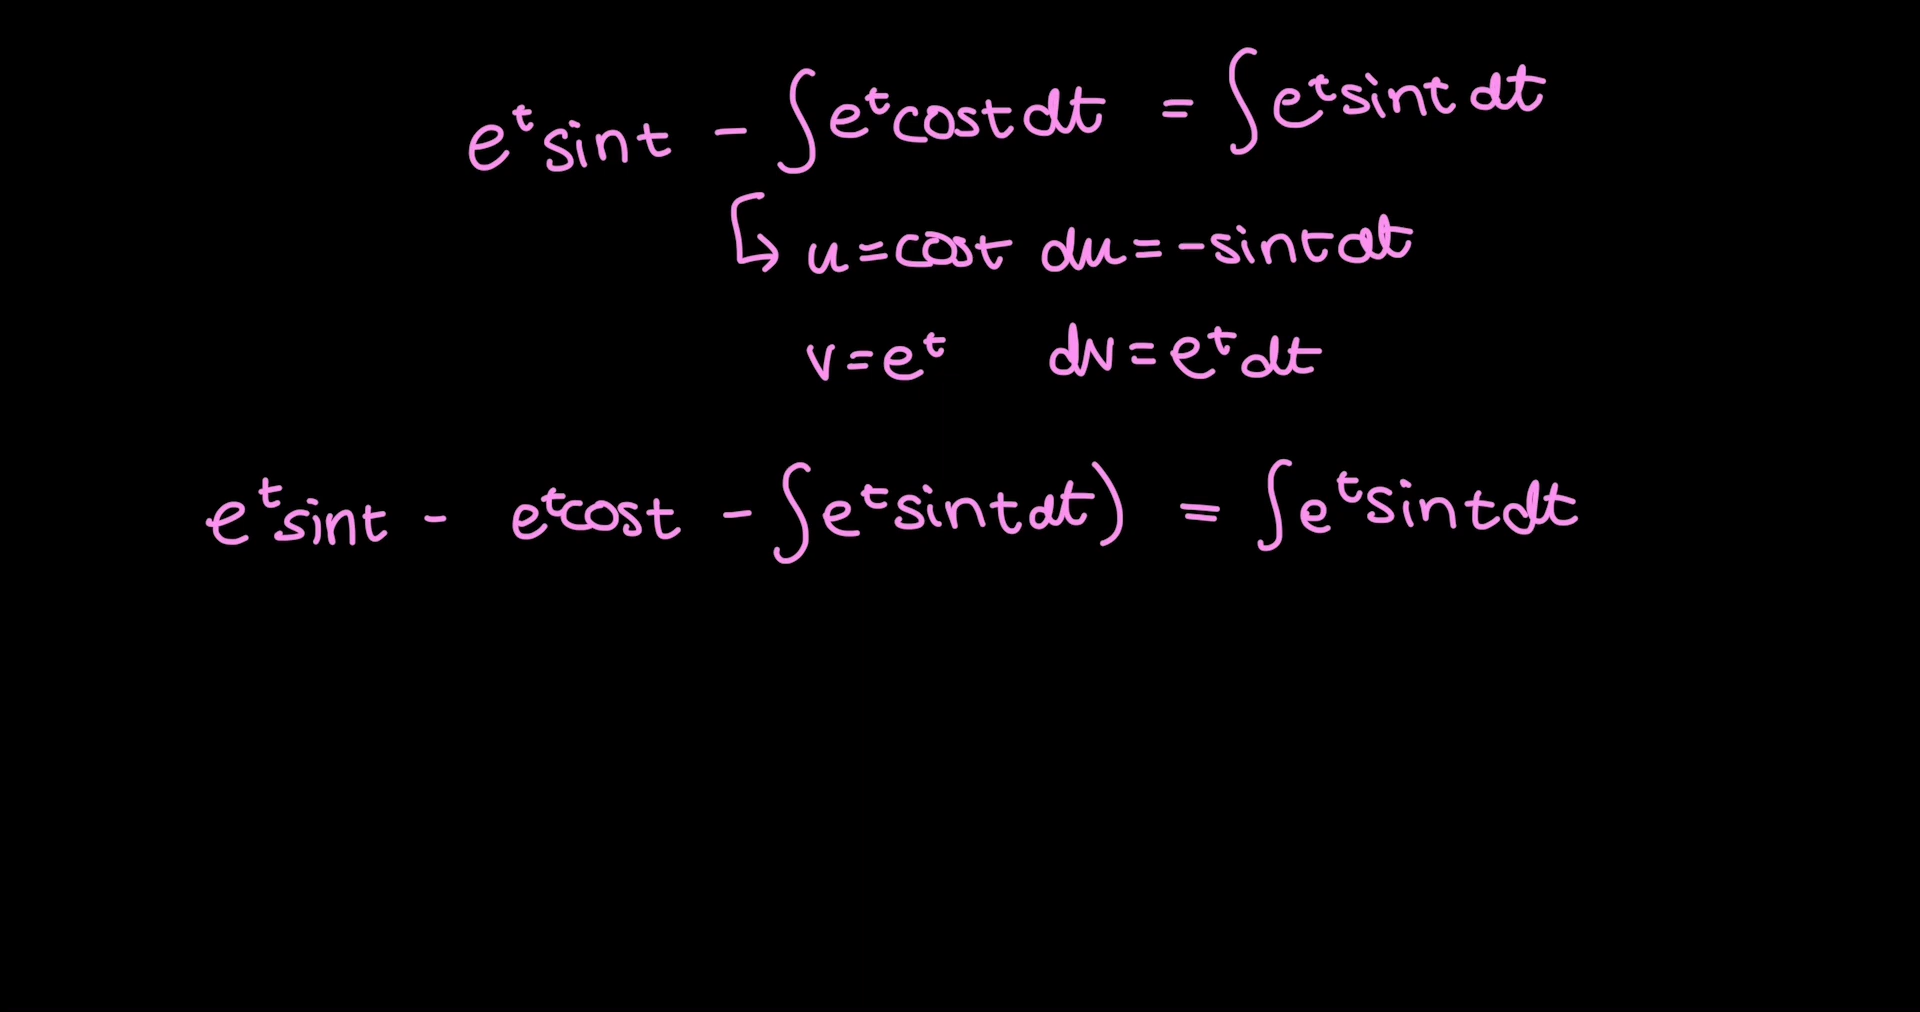 e^t sint - ∫e^t cost dt = ∫e^t sint dt
↳ u=cost du=-sint dt
v=e^t dv=e^t dt
e^t sint - e^t cost - ∫e^t sint dt) = ∫e^t sint dt